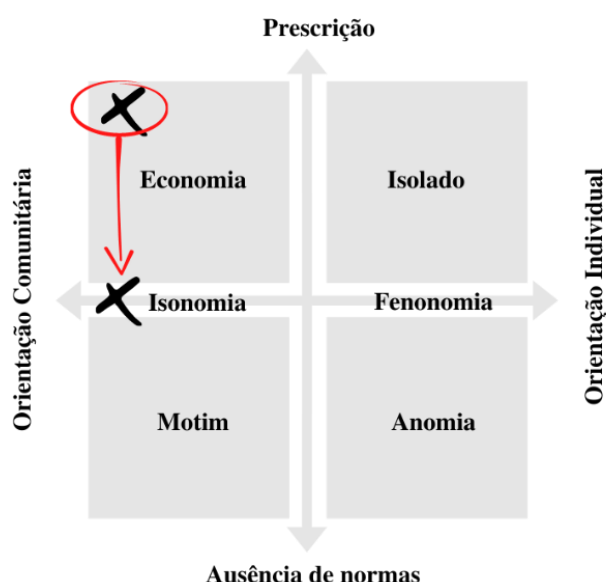 Prescrição
Orientação Comunitária
Economia
Isolado
Isonomia
Fenonomia
Orientação Individual
Motim
Anomia
Ausência de normas